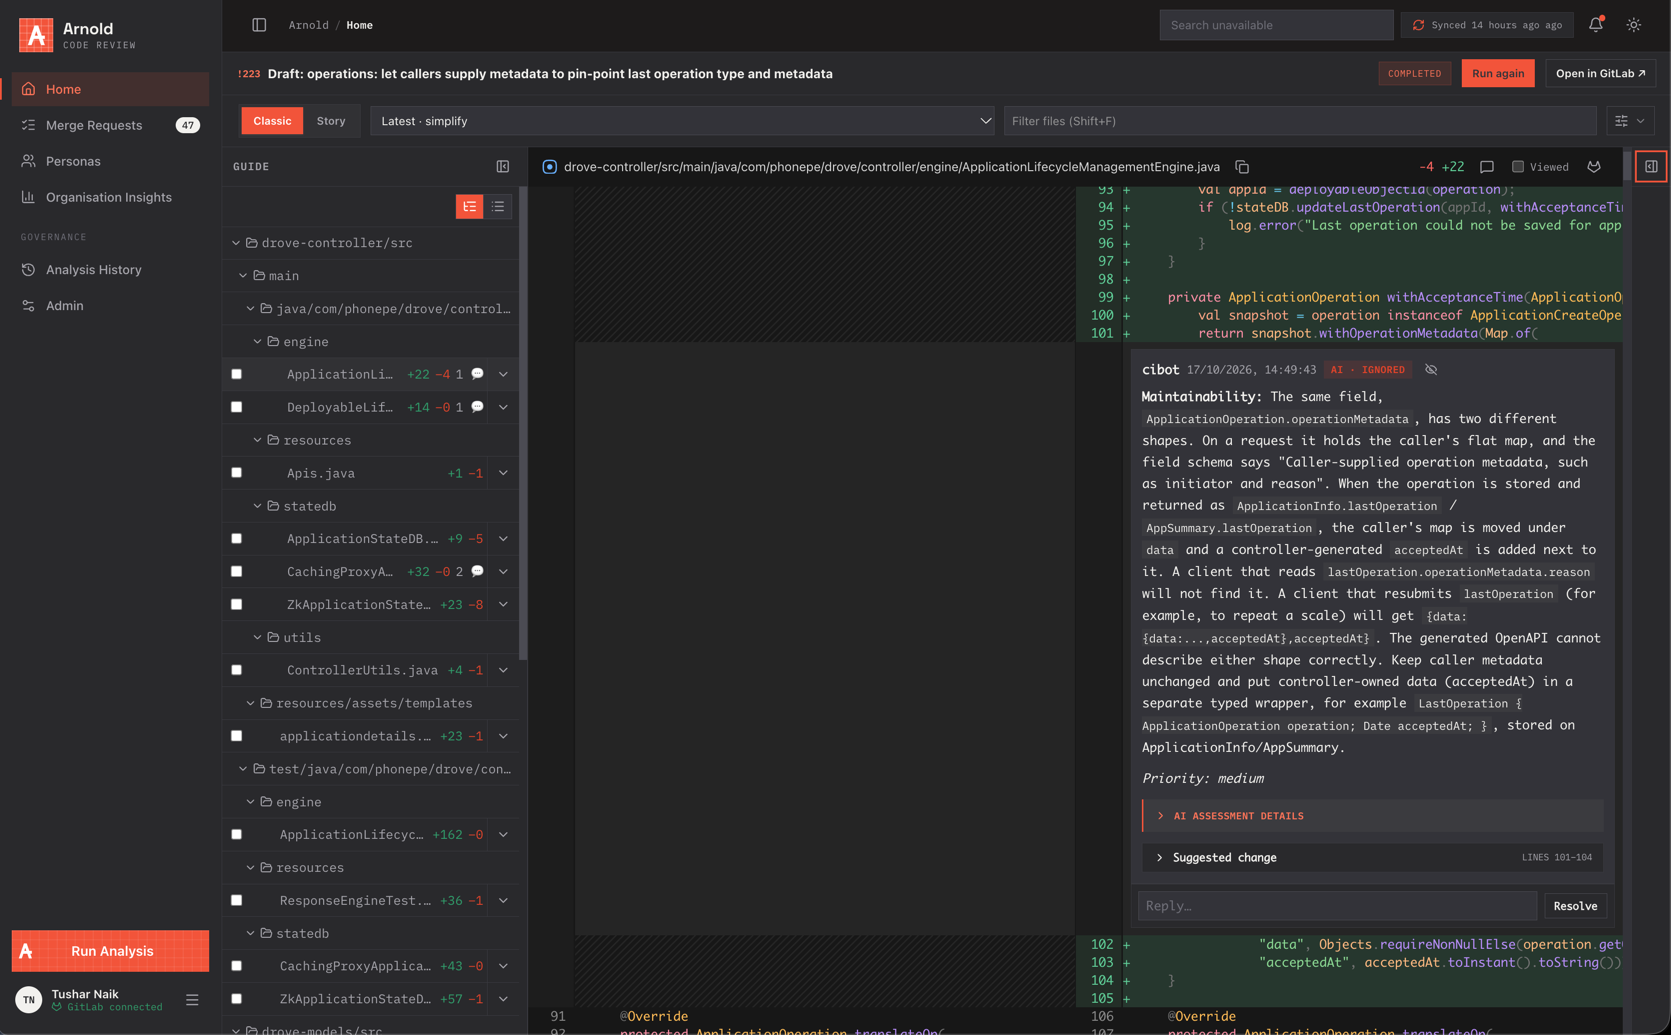 Arnold
CODE REVIEW
Home
Merge Requests 47
Personas
Organisation Insights
GOVERNANCE
Analysis History
Admin
Run Analysis
TN
Tushar Naik
GitLab connected
Arnold / Home
Search unavailable
Synced 14 hours ago ago
!223 Draft: operations: let callers supply metadata to pin-point last operation type and metadata
COMPLETED
Run again
Open in GitLab ↗
Classic
Story
Latest · simplify
Filter files (Shift+F)
GUIDE
drove-controller/src
main
java/com/phonepe/drove/control...
engine
ApplicationLi... +22 −4 1
DeployableLif... +14 −0 1
resources
Apis.java +1 −1
statedb
ApplicationStateDB.... +9 −5
CachingProxyA... +32 −0 2
ZkApplicationState... +23 −8
utils
ControllerUtils.java +4 −1
resources/assets/templates
applicationdetails.... +23 −1
test/java/com/phonepe/drove/con...
engine
ApplicationLifecyc... +162 −0
resources
ResponseEngineTest.... +36 −1
statedb
CachingProxyApplica... +43 −0
ZkApplicationStateD... +57 −1
drove-models/src
drove-controller/src/main/java/com/phonepe/drove/controller/engine/ApplicationLifecycleManagementEngine.java
−4 +22
Viewed
93 + val appId = deployableObjectId(operation);
94 + if (!stateDB.updateLastOperation(appId, withAcceptanceTi
95 + log.error("Last operation could not be saved for app
96 + }
97 + }
98 +
99 + private ApplicationOperation withAcceptanceTime(ApplicationO
100 + val snapshot = operation instanceof ApplicationCreateOpe
101 + return snapshot.withOperationMetadata(Map.of(
cibot 17/10/2026, 14:49:43 AI · IGNORED
Maintainability: The same field,
ApplicationOperation.operationMetadata , has two different
shapes. On a request it holds the caller's flat map, and the
field schema says "Caller-supplied operation metadata, such
as initiator and reason". When the operation is stored and
returned as ApplicationInfo.lastOperation /
AppSummary.lastOperation , the caller's map is moved under
data and a controller-generated acceptedAt is added next to
it. A client that reads lastOperation.operationMetadata.reason
will not find it. A client that resubmits lastOperation (for
example, to repeat a scale) will get {data:
{data:...,acceptedAt},acceptedAt} . The generated OpenAPI cannot
describe either shape correctly. Keep caller metadata
unchanged and put controller-owned data (acceptedAt) in a
separate typed wrapper, for example LastOperation {
ApplicationOperation operation; Date acceptedAt; } , stored on
ApplicationInfo/AppSummary.
Priority: medium
AI ASSESSMENT DETAILS
Suggested change LINES 101–104
Reply…
Resolve
102 + "data", Objects.requireNonNullElse(operation.get
103 + "acceptedAt", acceptedAt.toInstant().toString())
104 + }
105 +
91 @Override
106 @Override
92 protected ApplicationOperation translateOp(
107 protected ApplicationOperation translateOp(